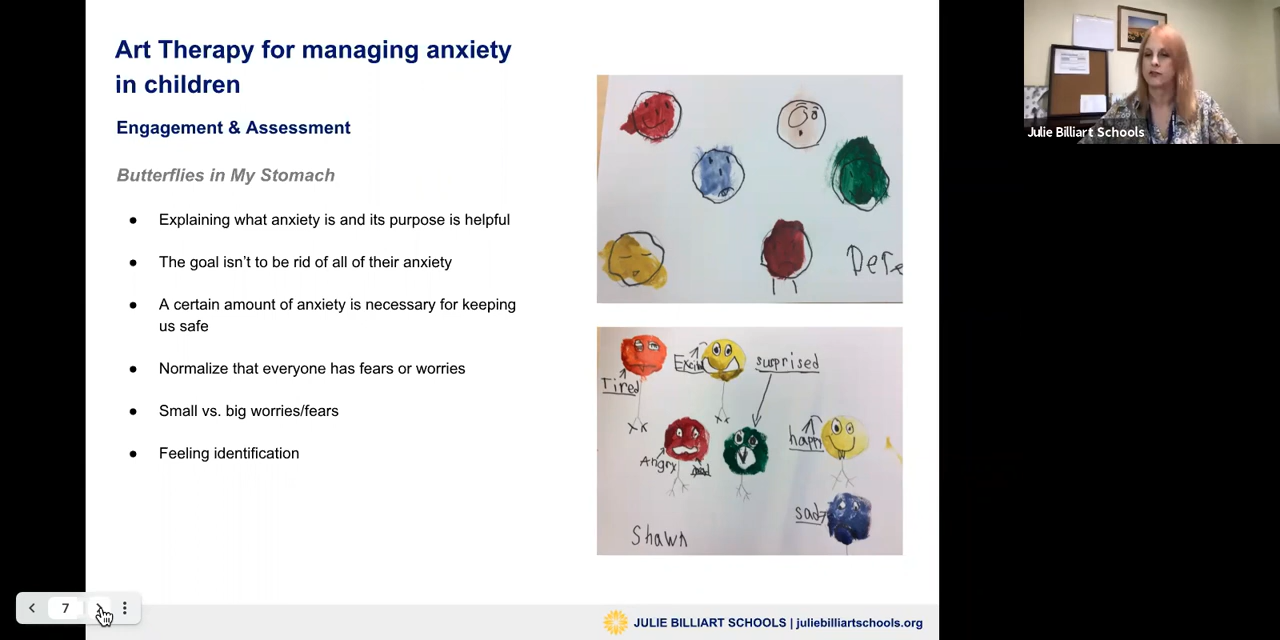 Art Therapy for managing anxiety
in children
Engagement & Assessment
Butterflies in My Stomach
● Explaining what anxiety is and its purpose is helpful
● The goal isn't to be rid of all of their anxiety
● A certain amount of anxiety is necessary for keeping
us safe
● Normalize that everyone has fears or worries
● Small vs. big worries/fears
● Feeling identification
Tired
surprised
Angry
happy
sad
Shawn
7
JULIE BILLIART SCHOOLS | juliebilliartschools.org
Julie Billiart Schools